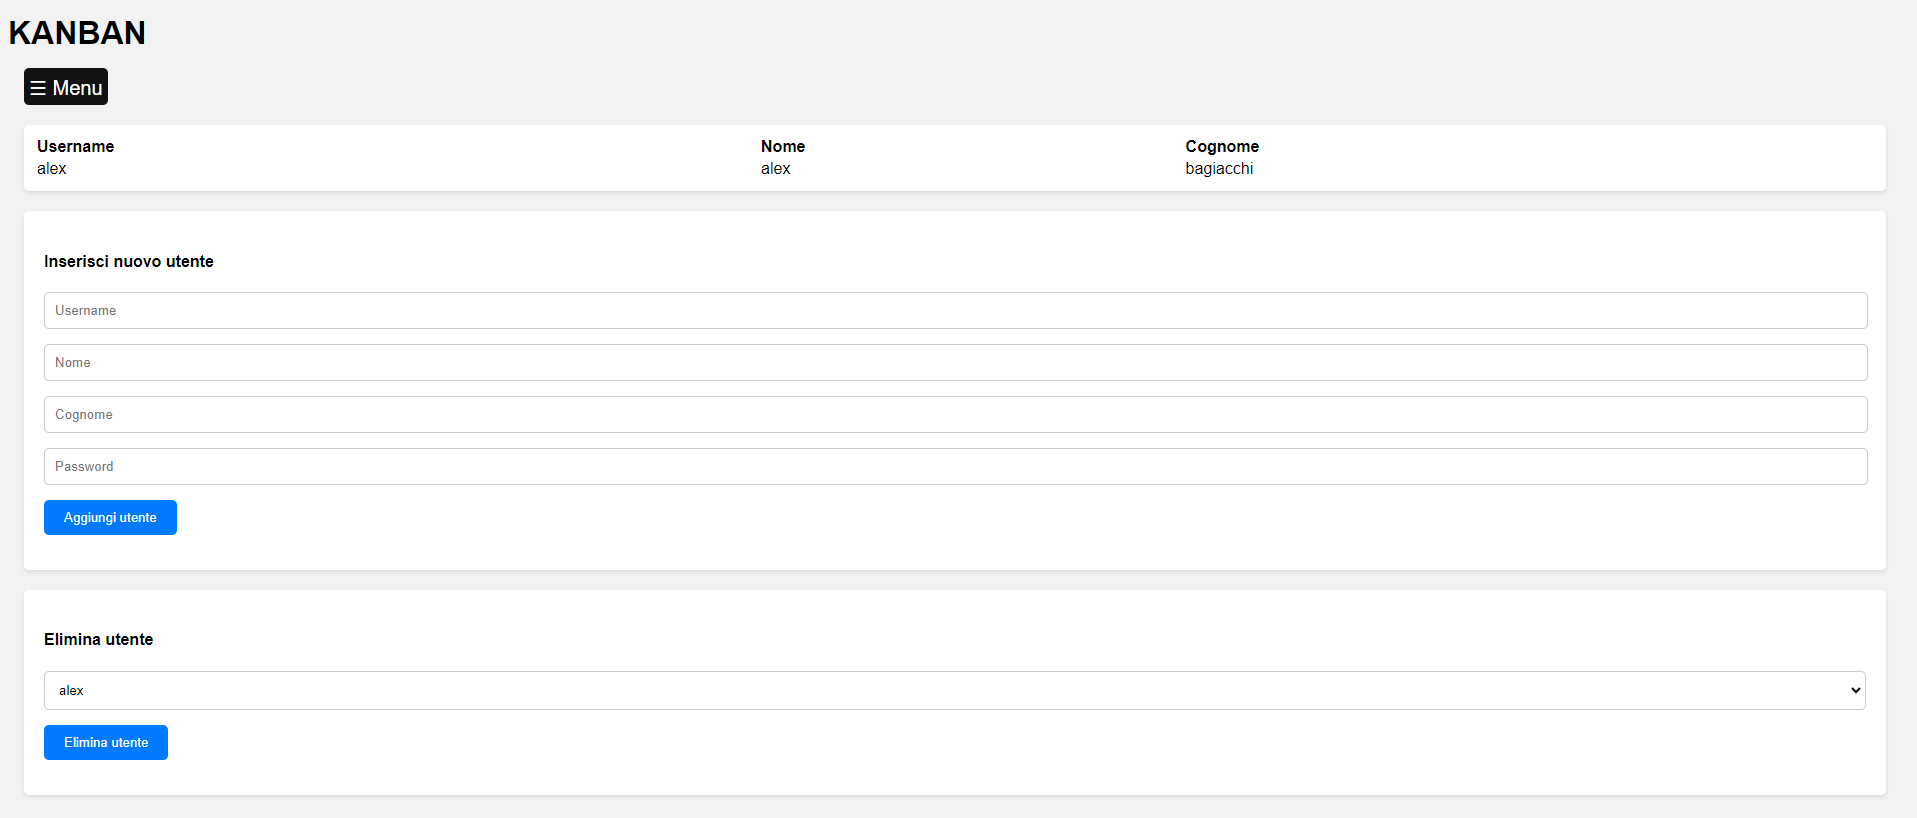 KANBAN
☰ Menu
Username Nome Cognome
alex alex bagiacchi
Inserisci nuovo utente
Username
Nome
Cognome
Password
Aggiungi utente
Elimina utente
alex
Elimina utente